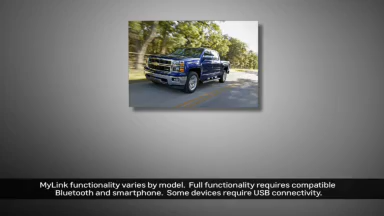 MyLink functionality varies by model.  Full functionality requires compatible
Bluetooth and smartphone.  Some devices require USB connectivity.